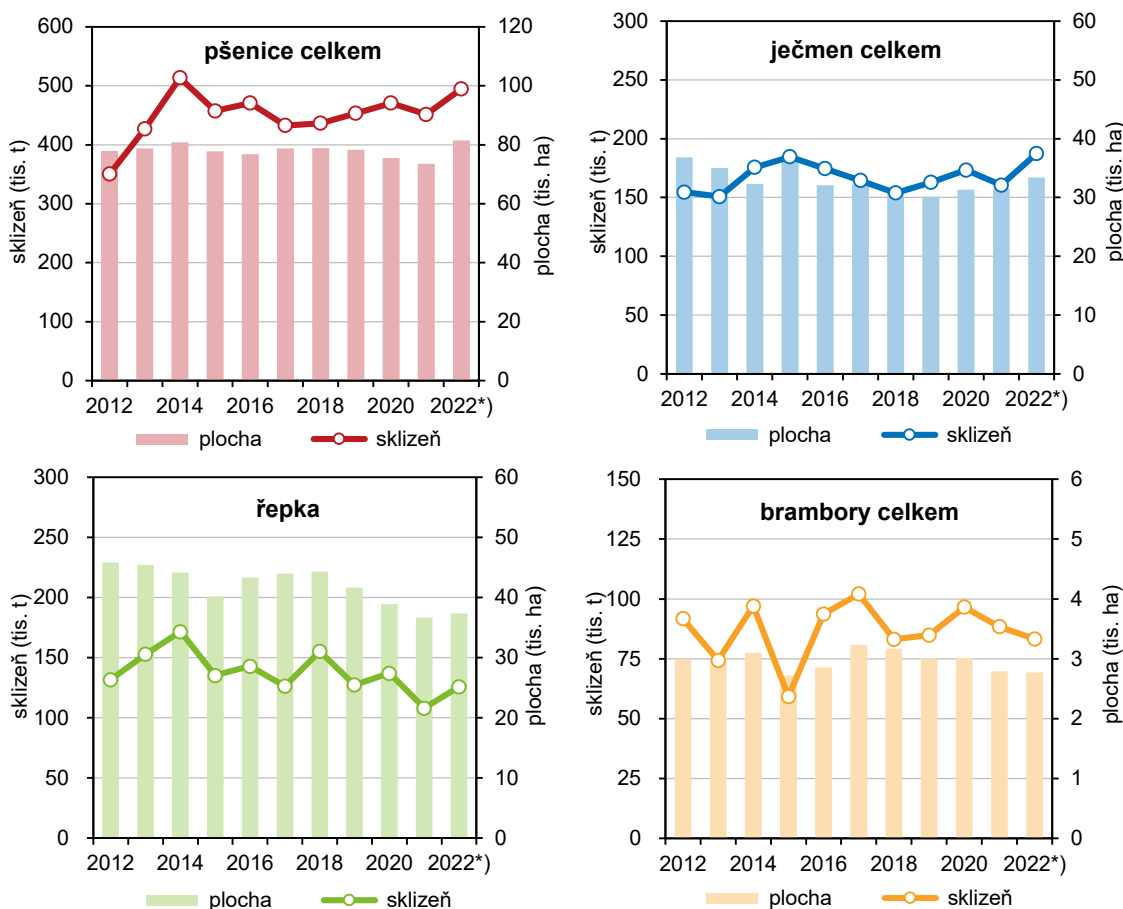 pšenice celkem
sklizeň (tis. t)
600
500
400
300
200
100
0
plocha (tis. ha)
120
100
80
60
40
20
0
2012 2014 2016 2018 2020 2022*)
plocha sklizeň
ječmen celkem
sklizeň (tis. t)
300
250
200
150
100
50
0
plocha (tis. ha)
60
50
40
30
20
10
0
2012 2014 2016 2018 2020 2022*)
plocha sklizeň
řepka
sklizeň (tis. t)
300
250
200
150
100
50
0
plocha (tis. ha)
60
50
40
30
20
10
0
2012 2014 2016 2018 2020 2022*)
plocha sklizeň
brambory celkem
sklizeň (tis. t)
150
125
100
75
50
25
0
plocha (tis. ha)
6
5
4
3
2
1
0
2012 2014 2016 2018 2020 2022*)
plocha sklizeň